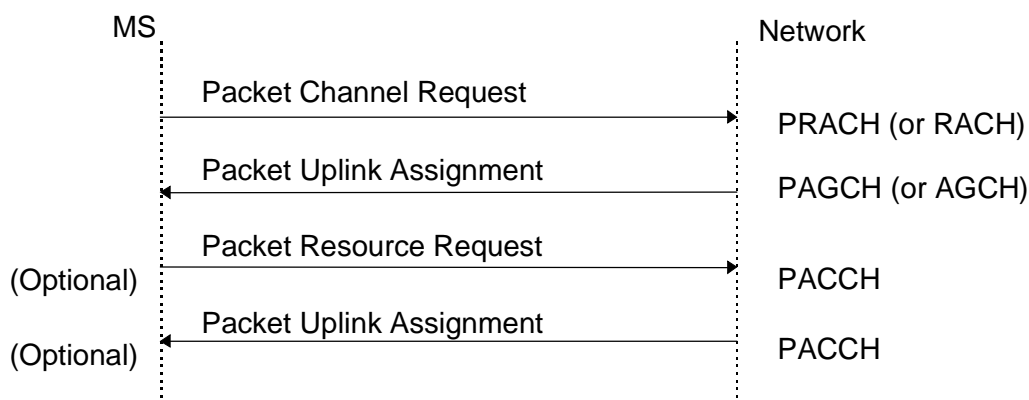 MS
Network
Packet Channel Request
PRACH (or RACH)
Packet Uplink Assignment
PAGCH (or AGCH)
Packet Resource Request
(Optional)
PACCH
Packet Uplink Assignment
(Optional)
PACCH